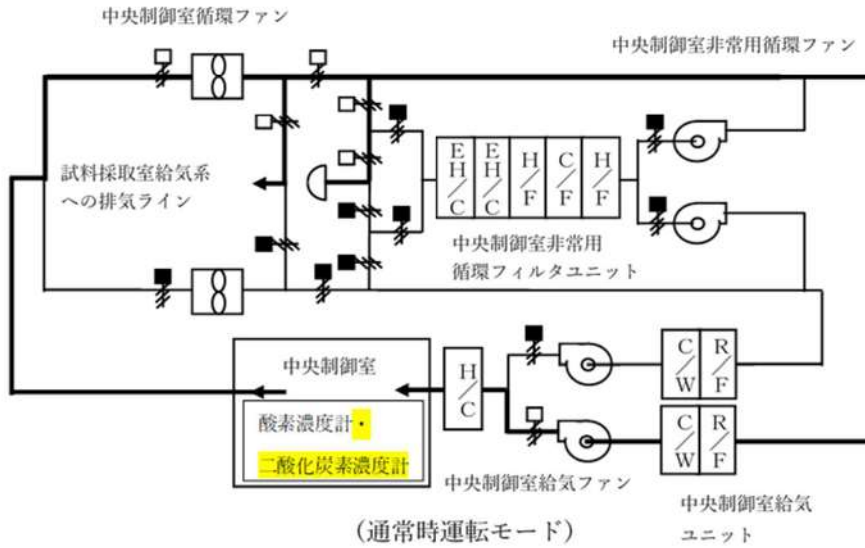 中央制御室循環ファン
中央制御室非常用循環ファン
試料採取室給気系
への排気ライン
EH/C
EH/C
H/F
C/F
H/F
中央制御室非常用
循環フィルタユニット
中央制御室
酸素濃度計・
二酸化炭素濃度計
H/C
C/W
R/F
C/W
R/F
中央制御室給気ファン
中央制御室給気
ユニット
(通常時運転モード)